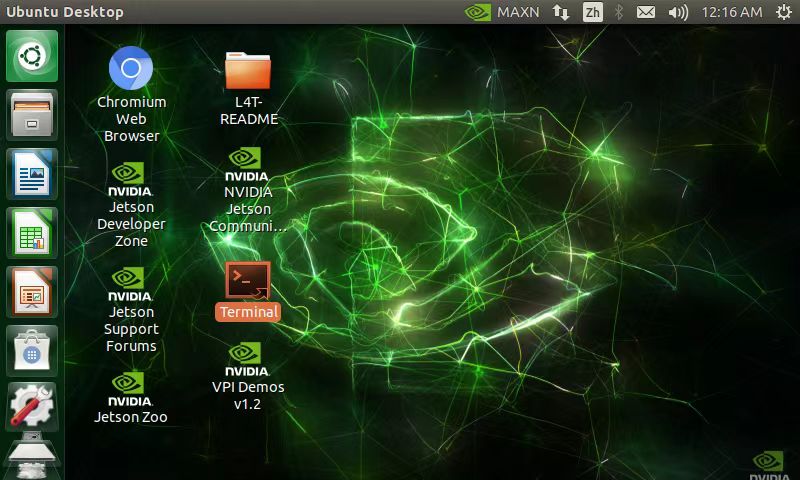 Ubuntu Desktop
MAXN
Zh
12:16 AM
Chromium
Web
Browser
L4T-
README
NVIDIA.
Jetson
Developer
Zone
NVIDIA.
NVIDIA
Jetson
Communi...
NVIDIA.
Jetson
Support
Forums
>_
Terminal
NVIDIA.
Jetson Zoo
NVIDIA.
VPI Demos
v1.2
NVIDIA